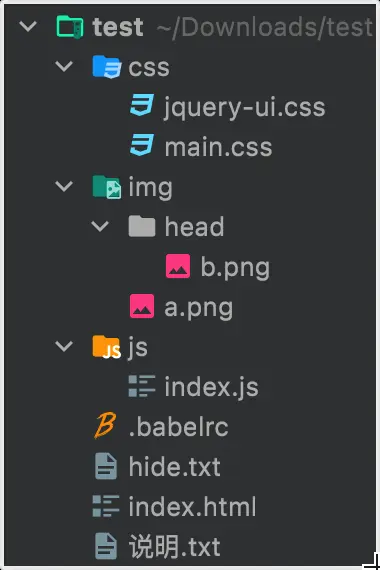 test ~/Downloads/test
css
jquery-ui.css
main.css
img
head
b.png
a.png
JS js
index.js
.babelrc
hide.txt
index.html
说明.txt